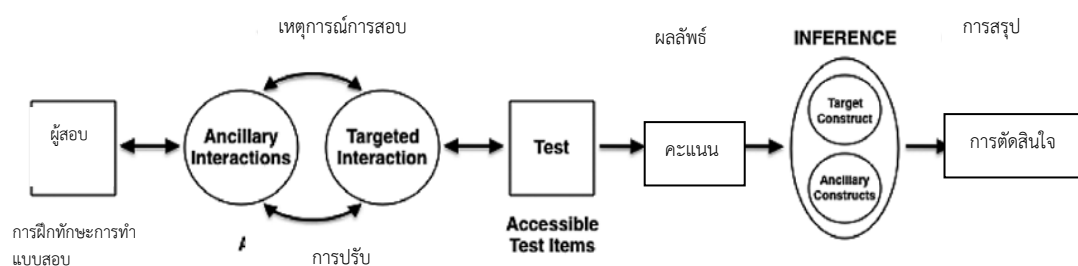 เหตุการณ์การสอบ
ผลลัพธ์
INFERENCE
การสรุป
ผู้สอบ
Ancillary
Interactions
Targeted
Interaction
Test
คะแนน
Target
Construct
Ancillary
Constructs
การตัดสินใจ
การฝึกทักษะการทำ
แบบสอบ
การปรับ
Accessible
Test Items